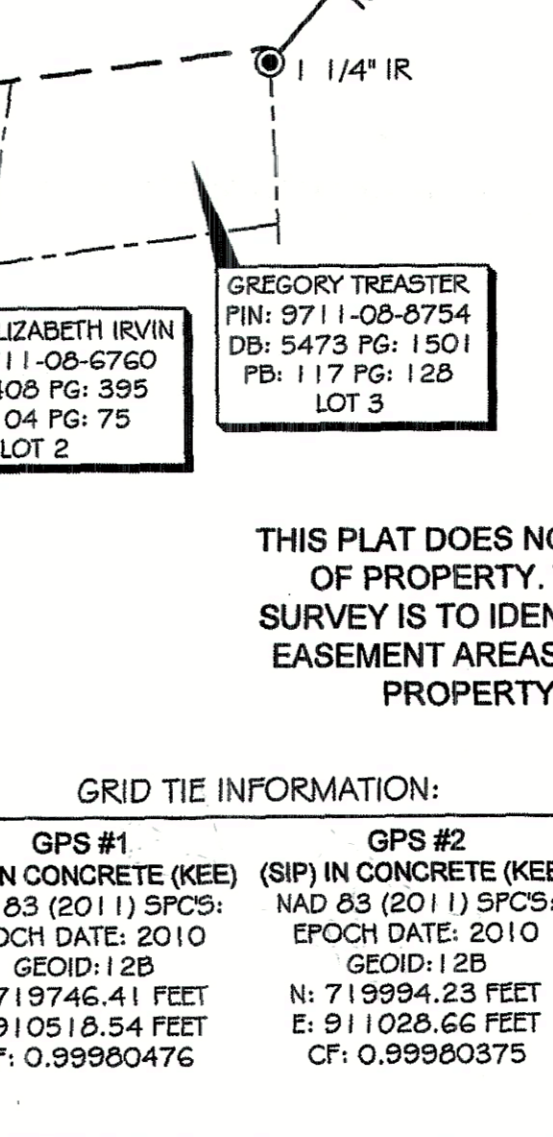 1 1/4" IR
GREGORY TREASTER
PIN: 9711-08-8754
DB: 5473 PG: 1501
PB: 117 PG: 128
LOT 3
LIZABETH IRVIN
11-08-6760
408 PG: 395
04 PG: 75
LOT 2
THIS PLAT DOES NO
OF PROPERTY.
SURVEY IS TO IDEN
EASEMENT AREAS
PROPERTY
GRID TIE INFORMATION:
GPS #1
N CONCRETE (KEE)
83 (2011) SPC'S:
OCH DATE: 2010
GEOID:12B
719746.41 FEET
910518.54 FEET
F: 0.99980476
GPS #2
(SIP) IN CONCRETE (KEE
NAD 83 (2011) SPC'S:
EPOCH DATE: 2010
GEOID:12B
N: 719994.23 FEET
E: 911028.66 FEET
CF: 0.99980375